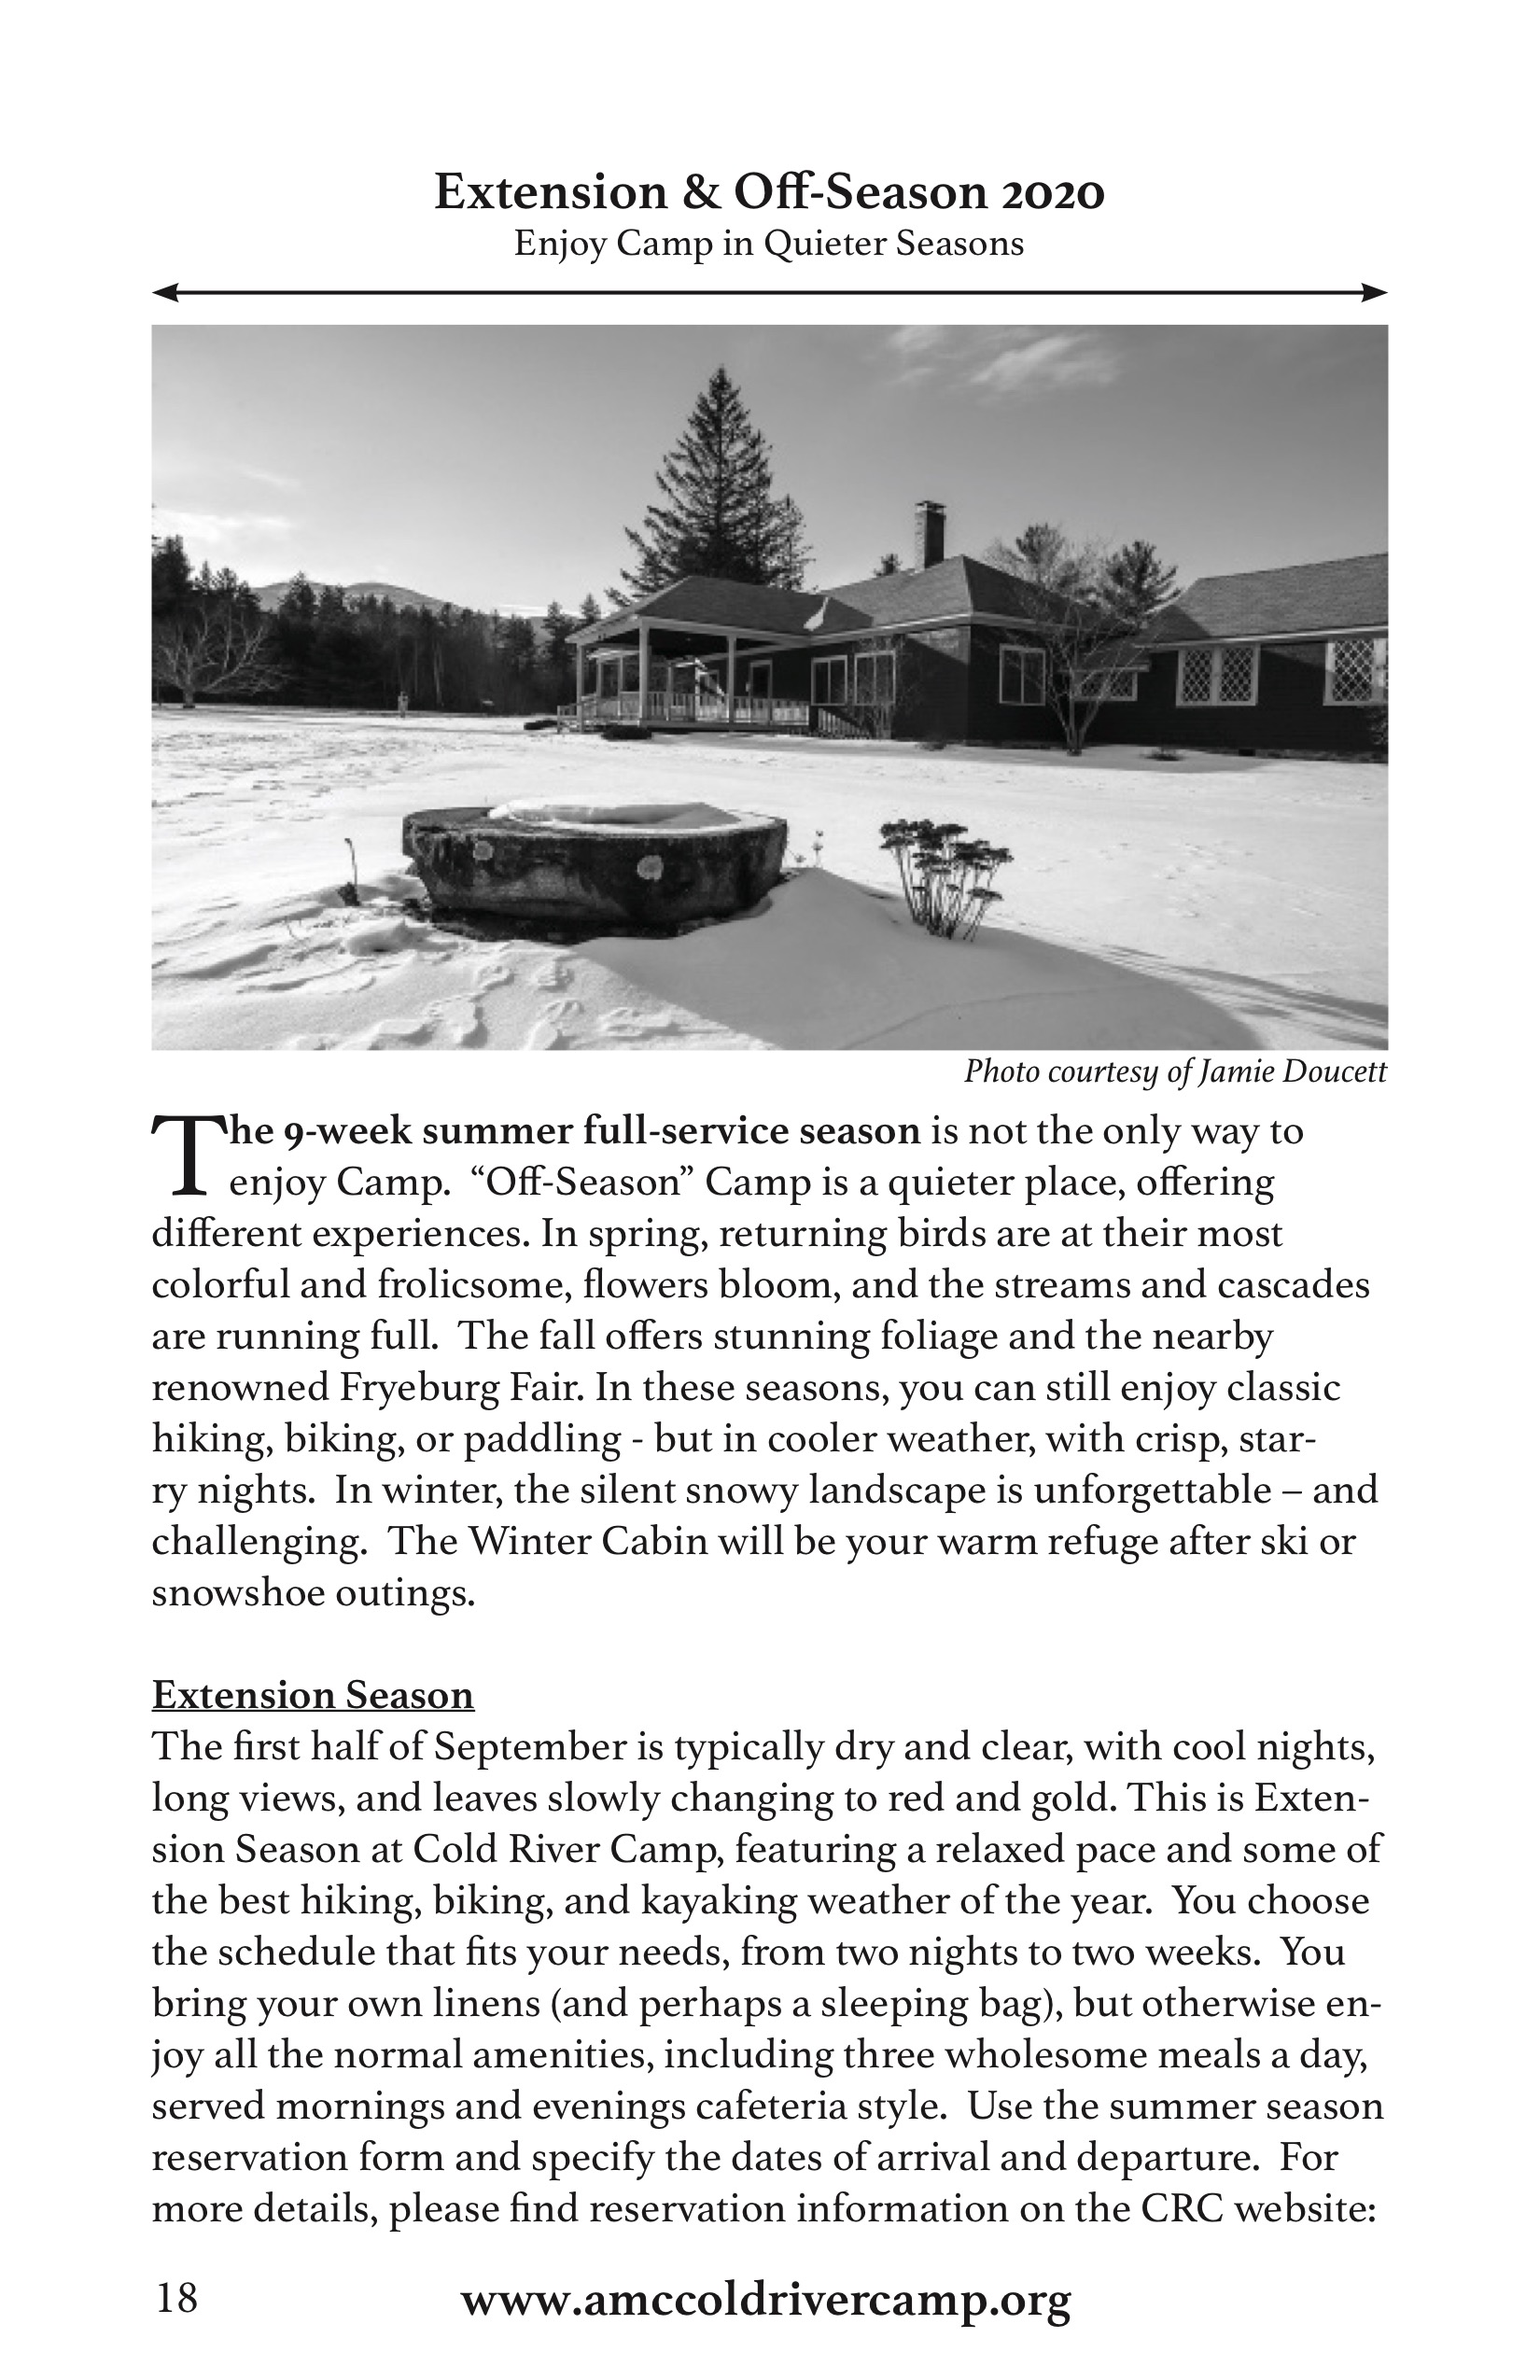 Extension & Off-Season 2020
Enjoy Camp in Quieter Seasons
Photo courtesy of Jamie Doucett
The 9-week summer full-service season is not the only way to
enjoy Camp.  “Off-Season” Camp is a quieter place, offering
different experiences. In spring, returning birds are at their most
colorful and frolicsome, flowers bloom, and the streams and cascades
are running full.  The fall offers stunning foliage and the nearby
renowned Fryeburg Fair. In these seasons, you can still enjoy classic
hiking, biking, or paddling - but in cooler weather, with crisp, star-
ry nights.  In winter, the silent snowy landscape is unforgettable – and
challenging.  The Winter Cabin will be your warm refuge after ski or
snowshoe outings.
Extension Season
The first half of September is typically dry and clear, with cool nights,
long views, and leaves slowly changing to red and gold. This is Exten-
sion Season at Cold River Camp, featuring a relaxed pace and some of
the best hiking, biking, and kayaking weather of the year.  You choose
the schedule that fits your needs, from two nights to two weeks.  You
bring your own linens (and perhaps a sleeping bag), but otherwise en-
joy all the normal amenities, including three wholesome meals a day,
served mornings and evenings cafeteria style.  Use the summer season
reservation form and specify the dates of arrival and departure.  For
more details, please find reservation information on the CRC website:
18
www.amccoldrivercamp.org